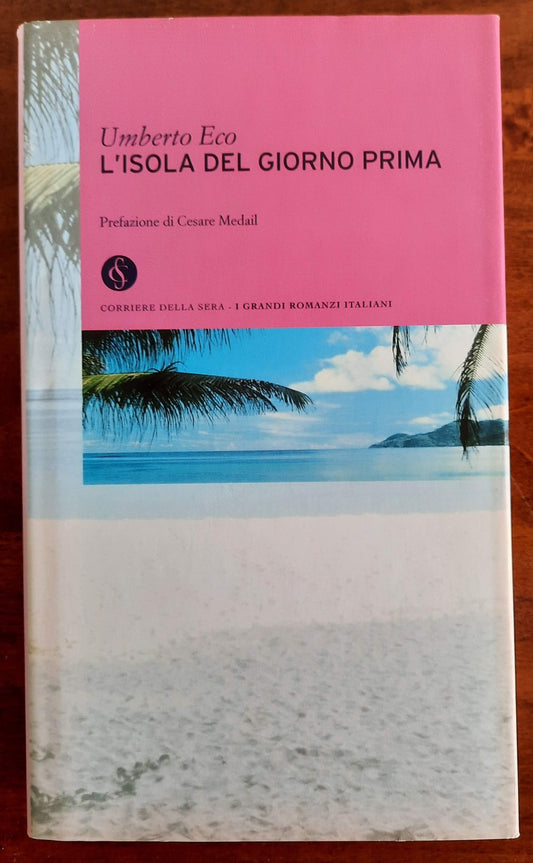 Umberto Eco
L'ISOLA DEL GIORNO PRIMA
Prefazione di Cesare Medail
CORRIERE DELLA SERA - I GRANDI ROMANZI ITALIANI